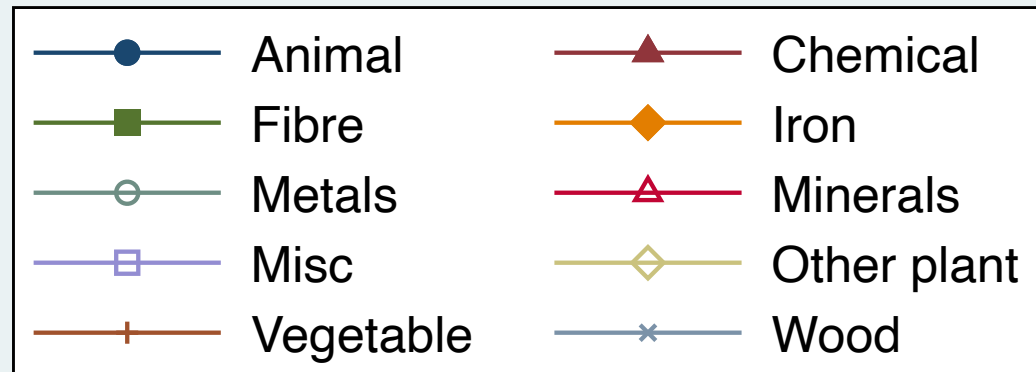 Animal Chemical
Fibre Iron
Metals Minerals
Misc Other plant
Vegetable Wood